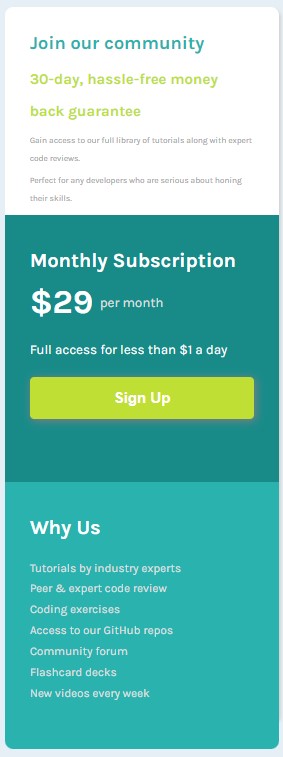 Join our community
30-day, hassle-free money
back guarantee
Gain access to our full library of tutorials along with expert
code reviews.
Perfect for any developers who are serious about honing
their skills.
Monthly Subscription
$29 per month
Full access for less than $1 a day
Sign Up
Why Us
Tutorials by industry experts
Peer & expert code review
Coding exercises
Access to our GitHub repos
Community forum
Flashcard decks
New videos every week